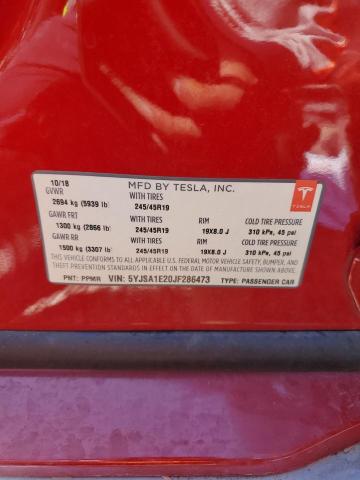 10/18 MFD BY TESLA, INC.
GVWR WITH TIRES
2694 kg (5939 lb) 245/45R19
TESLA
GAWR FRT WITH TIRES RIM COLD TIRE PRESSURE
1300 kg (2866 lb) 245/45R19 19X8.0 J 310 kPa, 45 psi
GAWR RR WITH TIRES RIM COLD TIRE PRESSURE
1500 kg (3307 lb) 245/45R19 19X8.0 J 310 kPa, 45 psi
THIS VEHICLE CONFORMS TO ALL APPLICABLE U.S. FEDERAL MOTOR VEHICLE SAFETY, BUMPER, AND
THEFT PREVENTION STANDARDS IN EFFECT ON THE DATE OF MANUFACTURE SHOWN ABOVE.
PNT: PPMR VIN: 5YJSA1E20JF286473 TYPE: PASSENGER CAR